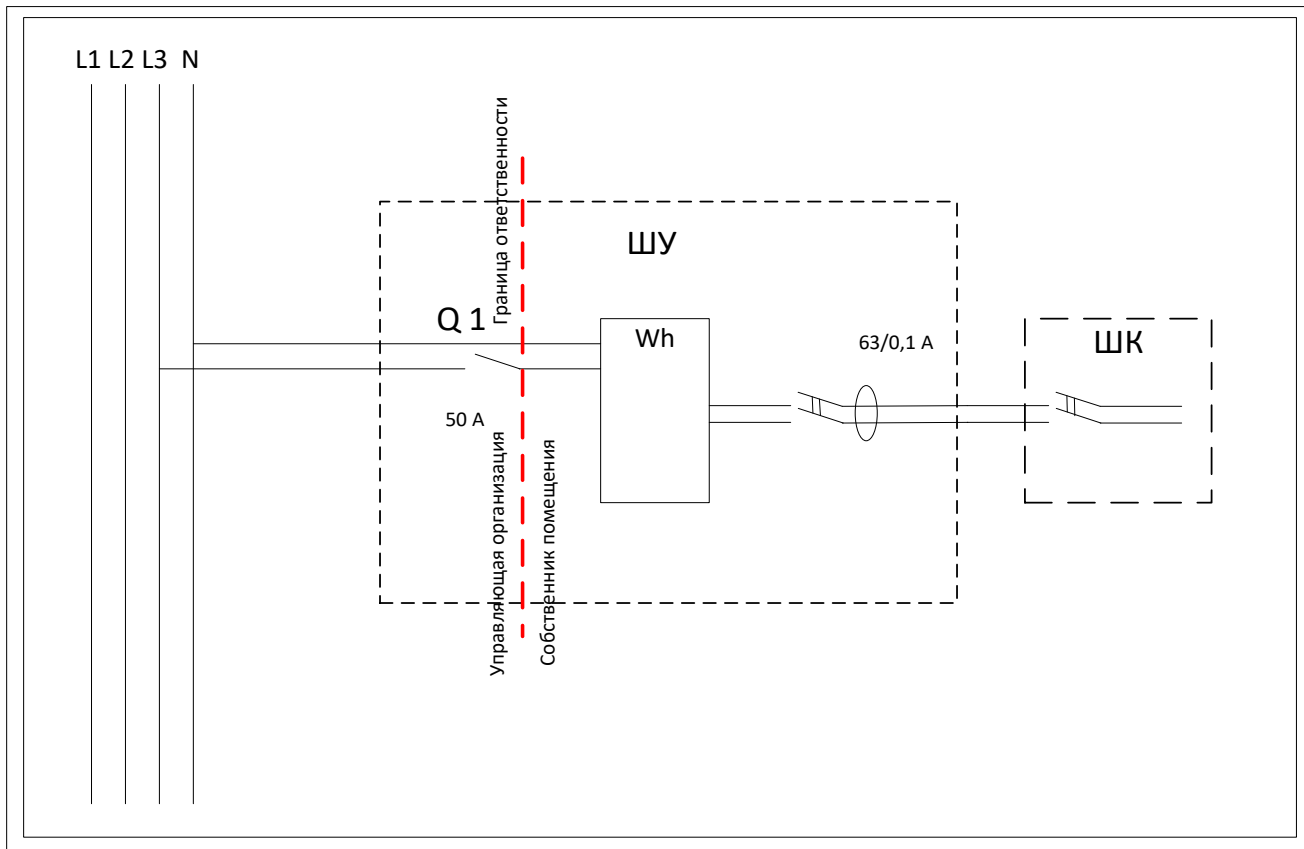 L1 L2 L3 N
Граница ответственности
ШУ
Q 1
Wh
63/0,1 А
ШК
50 А
Управляющая организация
Собственник помещения